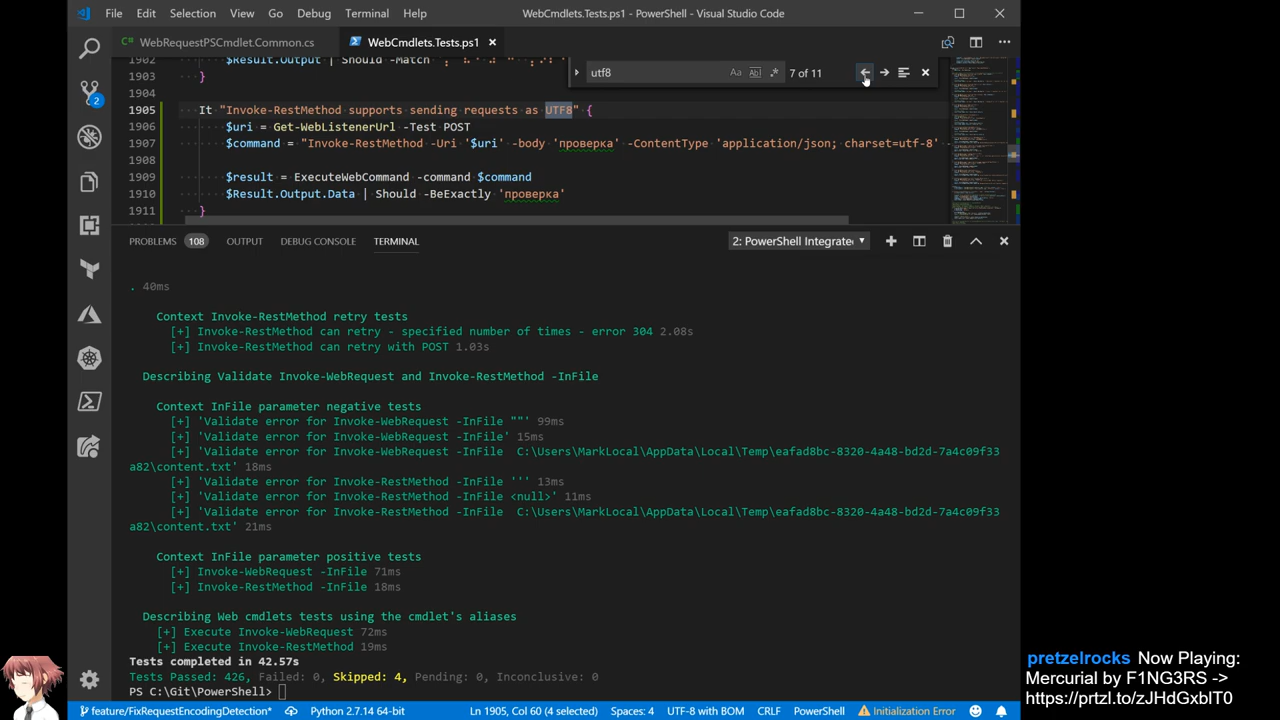 File Edit Selection View Go Debug Terminal Help WebCmdlets.Tests.ps1 - PowerShell - Visual Studio Code
WebRequestPSCmdlet.Common.cs WebCmdlets.Tests.ps1
1902 $Result.Output | Should -Match
1903 }
utf8 7 of 11
1904
1905 It "Invoke-RestMethod supports sending requests as UTF8" {
1906 $uri = Get-WebListenerUrl -Test POST
1907 $command = "Invoke-RestMethod -Uri '$uri' -Body 'проверка' -ContentType 'application/json; charset=utf-8' -
1908
1909 $command $command
1910 'проверка'
1911 }
PROBLEMS 108 OUTPUT DEBUG CONSOLE TERMINAL 2: PowerShell Integrate
. 40ms
Context Invoke-RestMethod retry tests
[+] Invoke-RestMethod can retry - specified number of times - error 304 2.08s
[+] Invoke-RestMethod can retry with POST 1.03s
Describing Validate Invoke-WebRequest and Invoke-RestMethod -InFile
Context InFile parameter negative tests
[+] 'Validate error for Invoke-WebRequest -InFile ""' 99ms
[+] 'Validate error for Invoke-WebRequest -InFile' 15ms
[+] 'Validate error for Invoke-WebRequest -InFile C:\Users\MarkLocal\AppData\Local\Temp\eafad8bc-8320-4a48-bd2d-7a4c09f33
a82\content.txt' 18ms
[+] 'Validate error for Invoke-RestMethod -InFile ''' 13ms
[+] 'Validate error for Invoke-RestMethod -InFile <null>' 11ms
[+] 'Validate error for Invoke-RestMethod -InFile C:\Users\MarkLocal\AppData\Local\Temp\eafad8bc-8320-4a48-bd2d-7a4c09f33
a82\content.txt' 21ms
Context InFile parameter positive tests
[+] Invoke-WebRequest -InFile 71ms
[+] Invoke-RestMethod -InFile 18ms
Describing Web cmdlets tests using the cmdlet's aliases
[+] Execute Invoke-WebRequest 72ms
[+] Execute Invoke-RestMethod 19ms
Tests completed in 42.57s
Tests Passed: 426, Failed: 0, Skipped: 4, Pending: 0, Inconclusive: 0
PS C:\Git\PowerShell>
feature/FixRequestEncodingDetection* Python 2.7.14 64-bit Ln 1905, Col 60 (4 selected) Spaces: 4 UTF-8 with BOM CRLF PowerShell Initialization Error
pretzelrocks Now Playing:
Mercurial by F1NG3RS ->
https://prtzl.to/zJHdGxbIT0